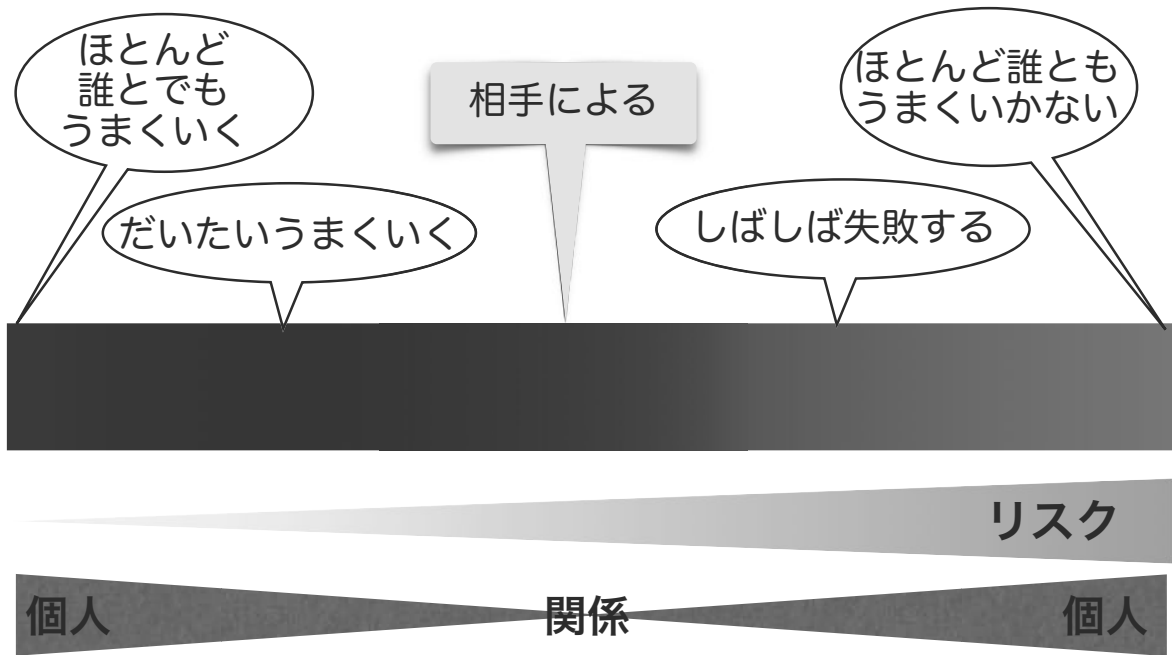 ほとんど
誰とでも
うまくいく
相手による
ほとんど誰とも
うまくいかない
だいたいうまくいく
しばしば失敗する
リスク
個人
関係
個人